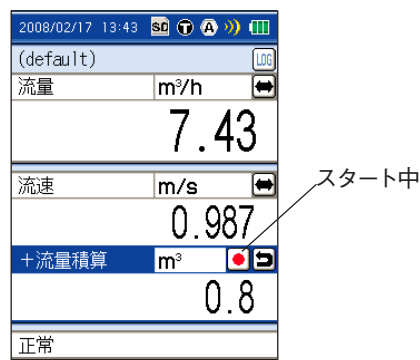 2008/02/17 13:43 SD T A
(default) LOG
流量 m³/h
7.43
流速 m/s
0.987
スタート中
+流量積算 m³
0.8
正常